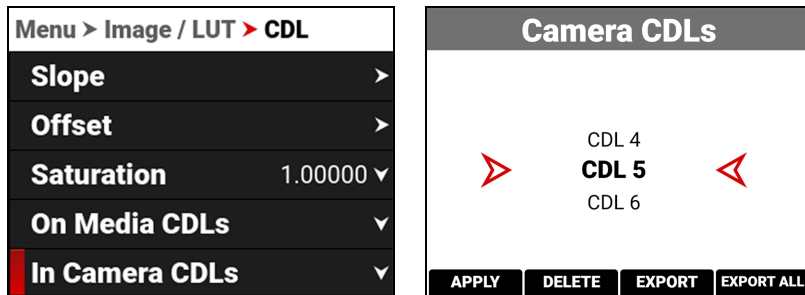 Menu > Image / LUT > CDL
Slope >
Offset >
Saturation 1.00000
On Media CDLs
In Camera CDLs
Camera CDLs
CDL 4
CDL 5
CDL 6
APPLY DELETE EXPORT EXPORT ALL